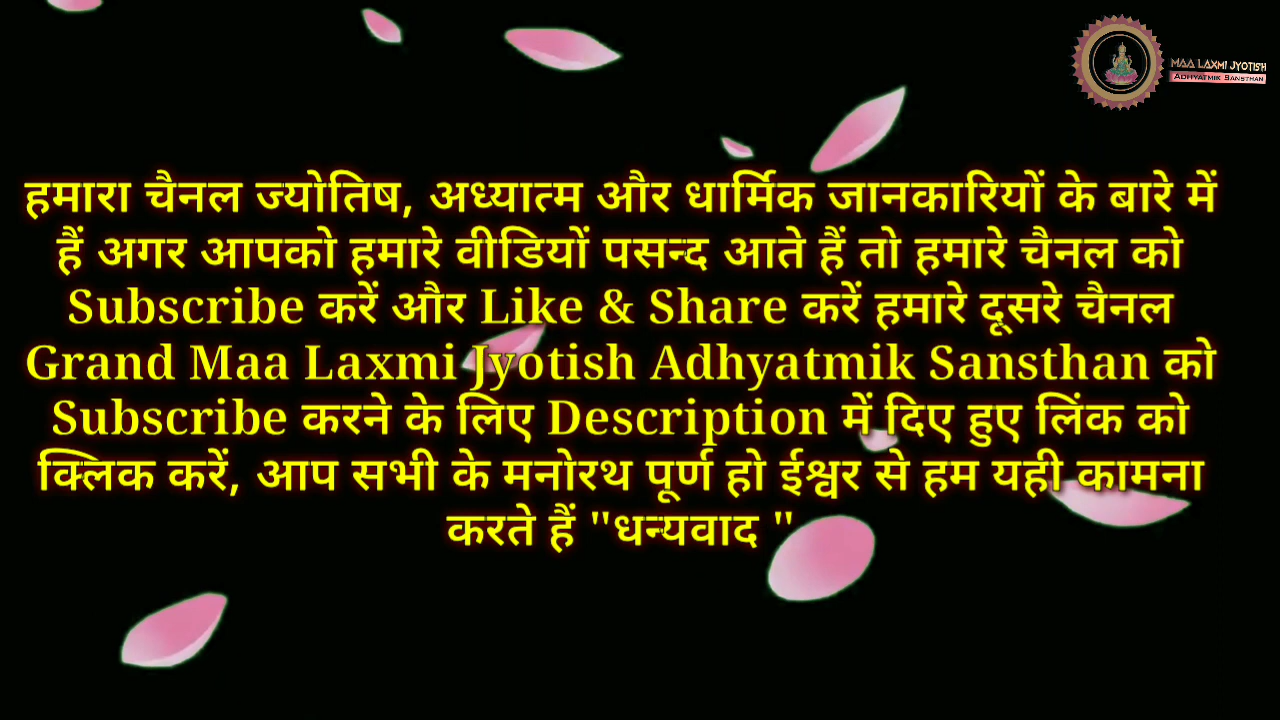 MAA LAXMI JYOTISH
ADHYATMIK SANSTHAN
हमारा चैनल ज्योतिष, अध्यात्म और धार्मिक जानकारियों के बारे में
हैं अगर आपको हमारे वीडियों पसन्द आते हैं तो हमारे चैनल को
Subscribe करें और Like & Share करें हमारे दूसरे चैनल
Grand Maa Laxmi Jyotish Adhyatmik Sansthan को
Subscribe करने के लिए Description में दिए हुए लिंक को
क्लिक करें, आप सभी के मनोरथ पूर्ण हो ईश्वर से हम यही कामना
करते हैं "धन्यवाद "